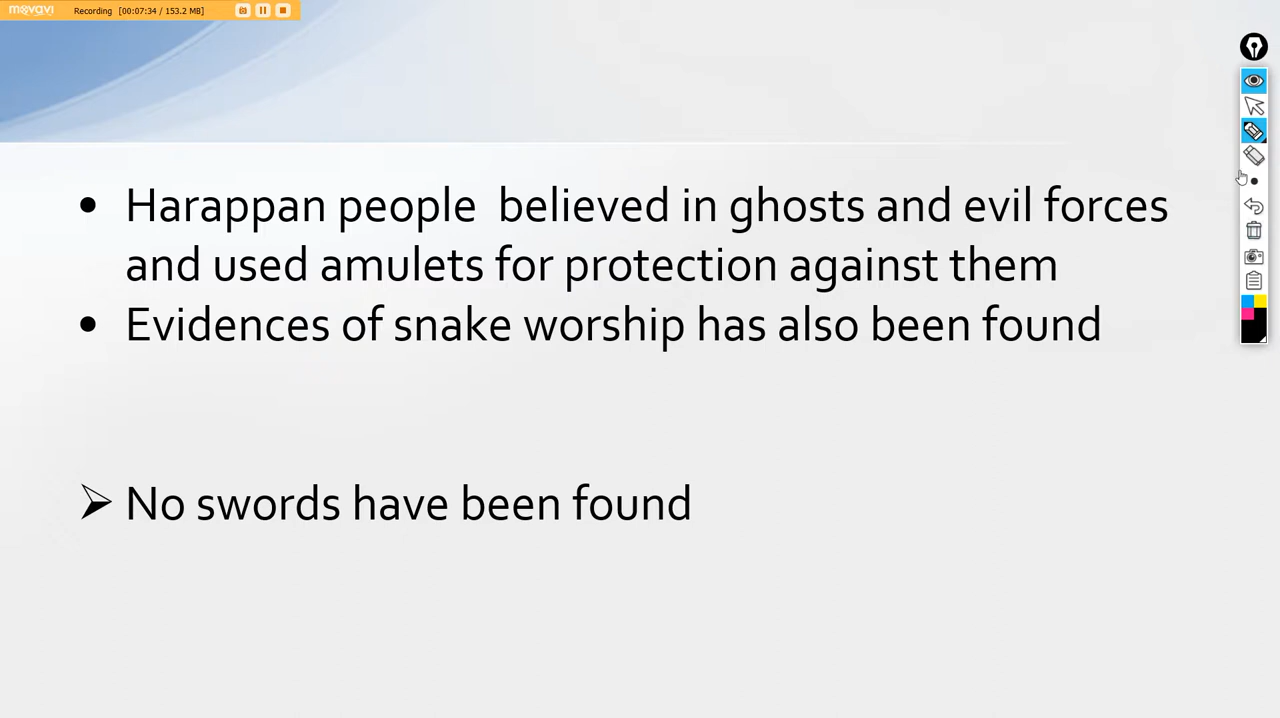 movavi Recording [00:07:34 / 153.2 MB]
• Harappan people believed in ghosts and evil forces
and used amulets for protection against them
• Evidences of snake worship has also been found
➢ No swords have been found